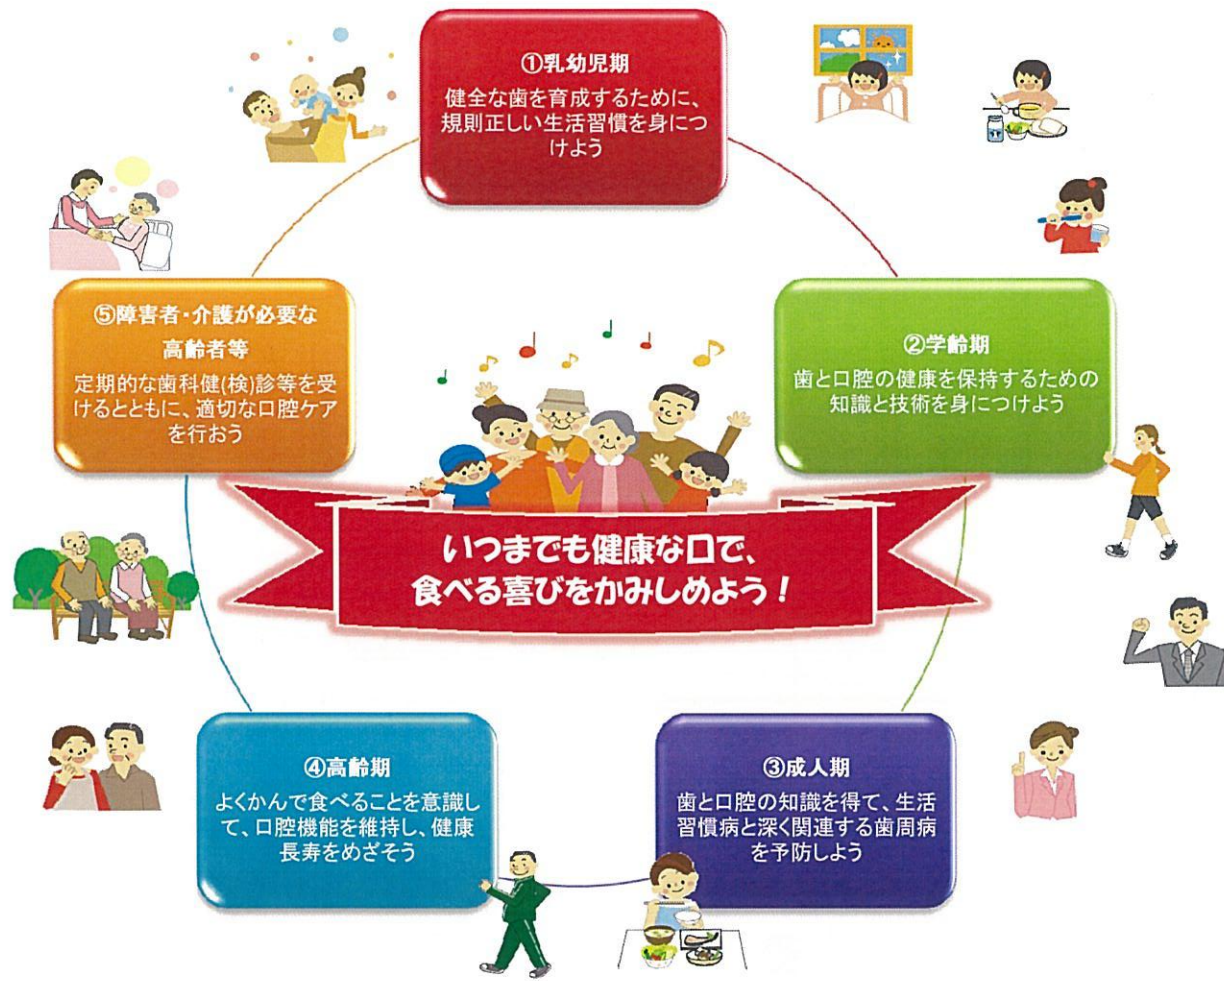 ①乳幼児期
健全な歯を育成するために、
規則正しい生活習慣を身につ
けよう
②学齢期
歯と口腔の健康を保持するための
知識と技術を身につけよう
③成人期
歯と口腔の知識を得て、生活
習慣病と深く関連する歯周病
を予防しよう
④高齢期
よくかんで食べることを意識し
て、口腔機能を維持し、健康
長寿をめざそう
⑤障害者・介護が必要な
高齢者等
定期的な歯科健(検)診等を受
けるとともに、適切な口腔ケア
を行おう
いつまでも健康な口で、
食べる喜びをかみしめよう！